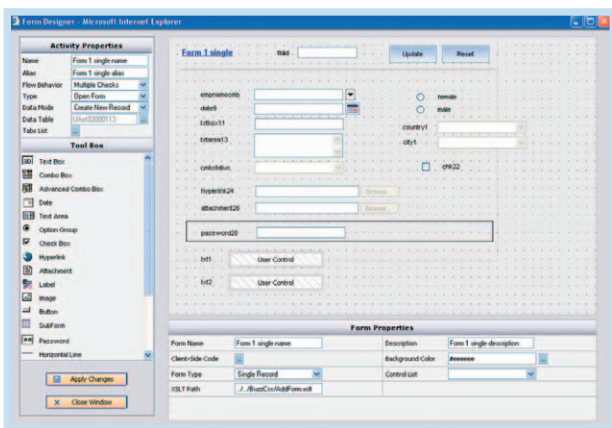 Form Designer - Microsoft Internet Explorer
Activity Properties
Name Form 1 single name
Alias Form 1 single alias
Flow Behavior Multiple Checks
Type Open Form
Data Mode Create New Record
Data Table
Tabs List
Tool Box
Text Box
Combo Box
Advanced Combo Box
Date
Text Area
Option Group
Check Box
Hyperlink
Attachment
Label
Image
Button
SubForm
Password
Horizontal Line
Apply Changes
Close Window
Form 1 single
Update Reset
empnamecmb female
date9 male
txtbox11 country1
txtarea13 city1
cmbstatus chk22
Hyperlink24 Browse...
attachment26 Browse...
password28
txt1 User Control
txt2 User Control
Form Properties
Form Name Form 1 single name Description Form 1 single description
Client-Side Code Background Color #eeeeee
Form Type Single Record Control List
XSLT Path ../../BuzzCss/AddForm.xslt